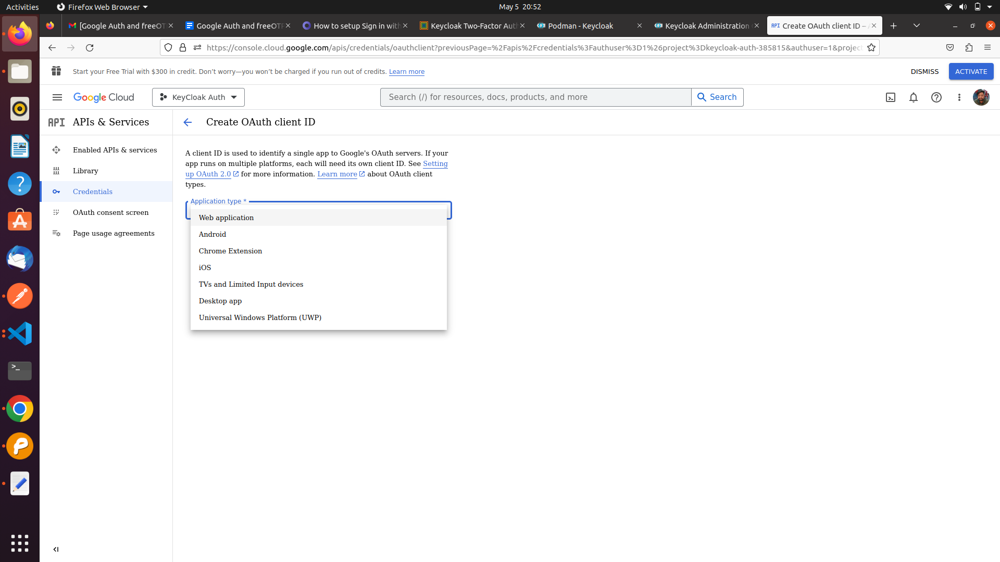 Activities
Firefox Web Browser
May 5 20:52
[Google Auth and freeOT
Google Auth and freeOTP
How to setup Sign in with
Keycloak Two-Factor Auth
Podman - Keycloak
Keycloak Administration
Create OAuth client ID –
https://console.cloud.google.com/apis/credentials/oauthclient?previousPage=%2Fapis%2Fcredentials%3Fauthuser%3D1%26project%3Dkeycloak-auth-385815&authuser=1&projec
Start your Free Trial with $300 in credit. Don’t worry—you won’t be charged if you run out of credits. Learn more
DISMISS
ACTIVATE
Google Cloud
KeyCloak Auth
Search (/) for resources, docs, products, and more
Search
API
APIs & Services
Create OAuth client ID
Enabled APIs & services
Library
Credentials
OAuth consent screen
Page usage agreements
A client ID is used to identify a single app to Google's OAuth servers. If your
app runs on multiple platforms, each will need its own client ID. See Setting
up OAuth 2.0 for more information. Learn more about OAuth client
types.
Application type *
Web application
Android
Chrome Extension
iOS
TVs and Limited Input devices
Desktop app
Universal Windows Platform (UWP)